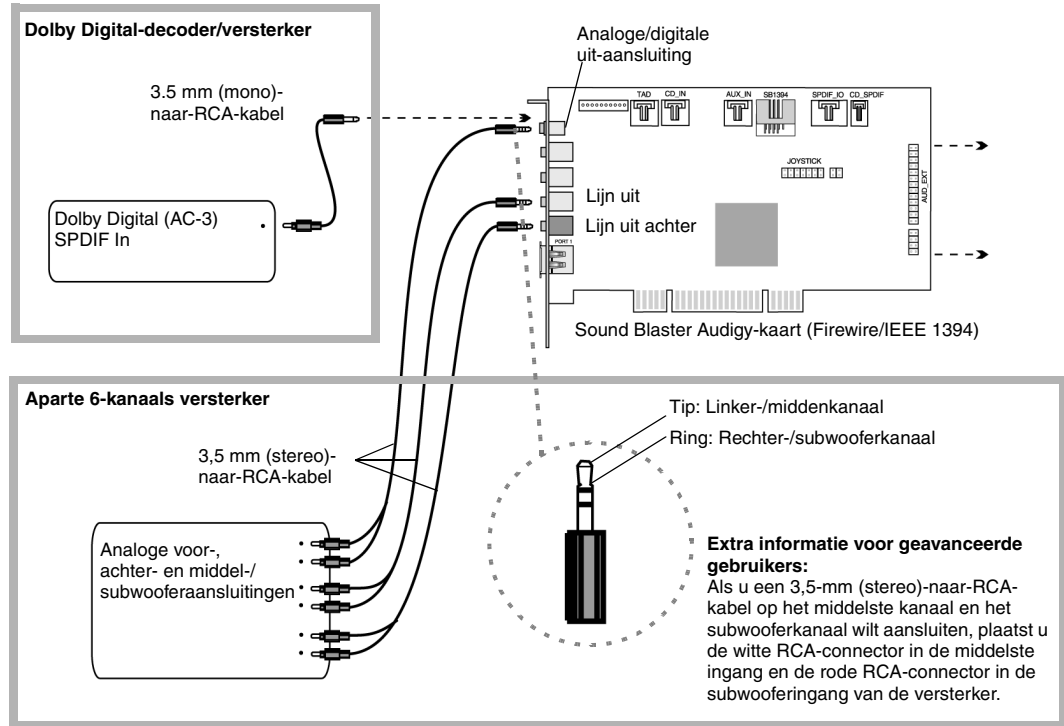 Dolby Digital-decoder/versterker
3.5 mm (mono)-
naar-RCA-kabel
Dolby Digital (AC-3)
SPDIF In
Analoge/digitale
uit-aansluiting
TAD
CD_IN
AUX_IN
SB1394
SPDIF_IO
CD_SPDIF
JOYSTICK
AUD_EXT
Lijn uit
Lijn uit achter
PORT 1
Sound Blaster Audigy-kaart (Firewire/IEEE 1394)
Aparte 6-kanaals versterker
3,5 mm (stereo)-
naar-RCA-kabel
Analoge voor-,
achter- en middel-/
subwooferaansluitingen
Tip: Linker-/middenkanaal
Ring: Rechter-/subwooferkanaal
Extra informatie voor geavanceerde
gebruikers:
Als u een 3,5-mm (stereo)-naar-RCA-
kabel op het middelste kanaal en het
subwooferkanaal wilt aansluiten, plaatst u
de witte RCA-connector in de middelste
ingang en de rode RCA-connector in de
subwooferingang van de versterker.